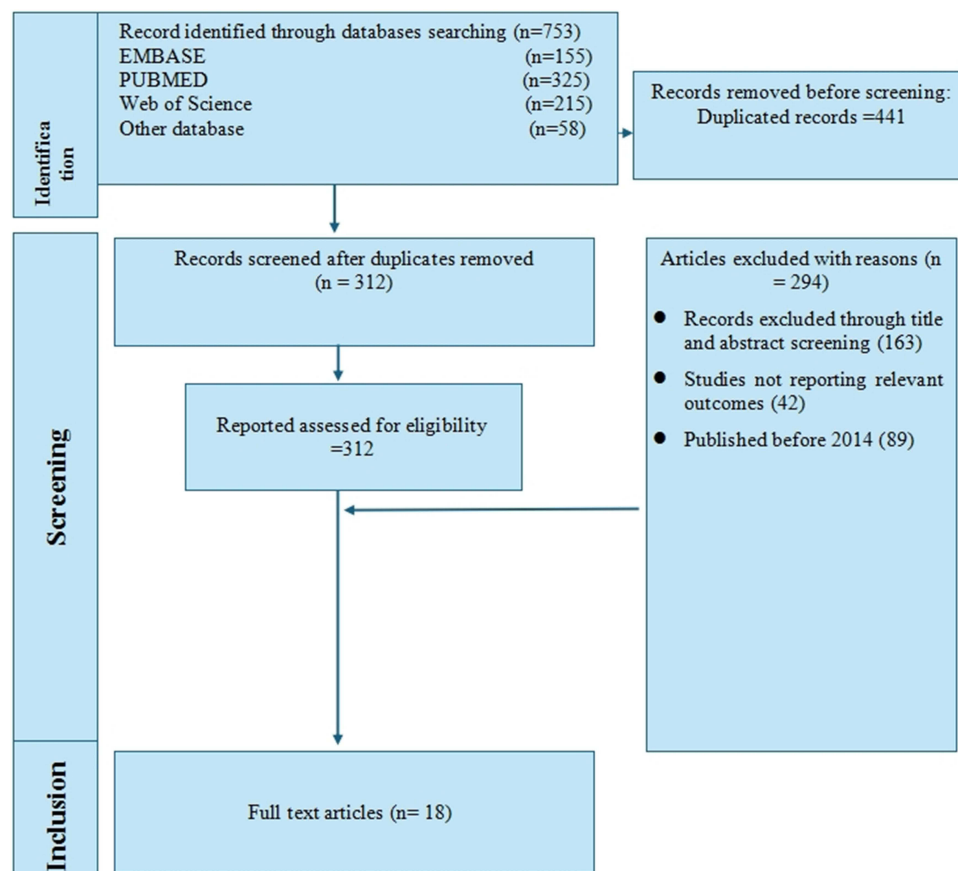 Record identified through databases searching (n=753)
EMBASE (n=155)
PUBMED (n=325)
Web of Science (n=215)
Other database (n=58)
Identifica
tion
Records removed before screening:
Duplicated records =441
Records screened after duplicates removed
(n = 312)
Articles excluded with reasons (n
= 294)
● Records excluded through title
and abstract screening (163)
● Studies not reporting relevant
outcomes (42)
● Published before 2014 (89)
Reported assessed for eligibility
=312
Screening
Full text articles (n= 18)
Inclusion